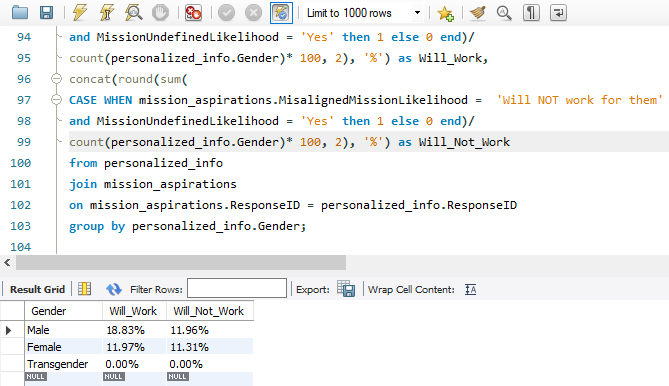 Limit to 1000 rows
94 and MissionUndefinedLikelihood = 'Yes' then 1 else 0 end)/
95 count(personalized_info.Gender)* 100, 2), '%') as Will_Work,
96 concat(round(sum(
97 CASE WHEN mission_aspirations.MisalignedMissionLikelihood =  'Will NOT work for them'
98 and MissionUndefinedLikelihood = 'Yes' then 1 else 0 end)/
99 count(personalized_info.Gender)* 100, 2), '%') as Will_Not_Work
100 from personalized_info
101 join mission_aspirations
102 on mission_aspirations.ResponseID = personalized_info.ResponseID
103 group by personalized_info.Gender;
104
Result Grid Filter Rows: Export: Wrap Cell Content: IA
Gender Will_Work Will_Not_Work
Male 18.83% 11.96%
Female 11.97% 11.31%
Transgender 0.00% 0.00%
NULL NULL NULL